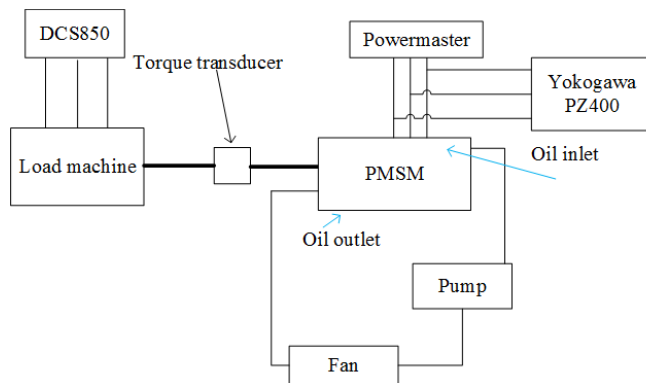 DCS850
Powermaster
Torque transducer
Yokogawa
PZ400
Load machine
PMSM
Oil inlet
Oil outlet
Pump
Fan